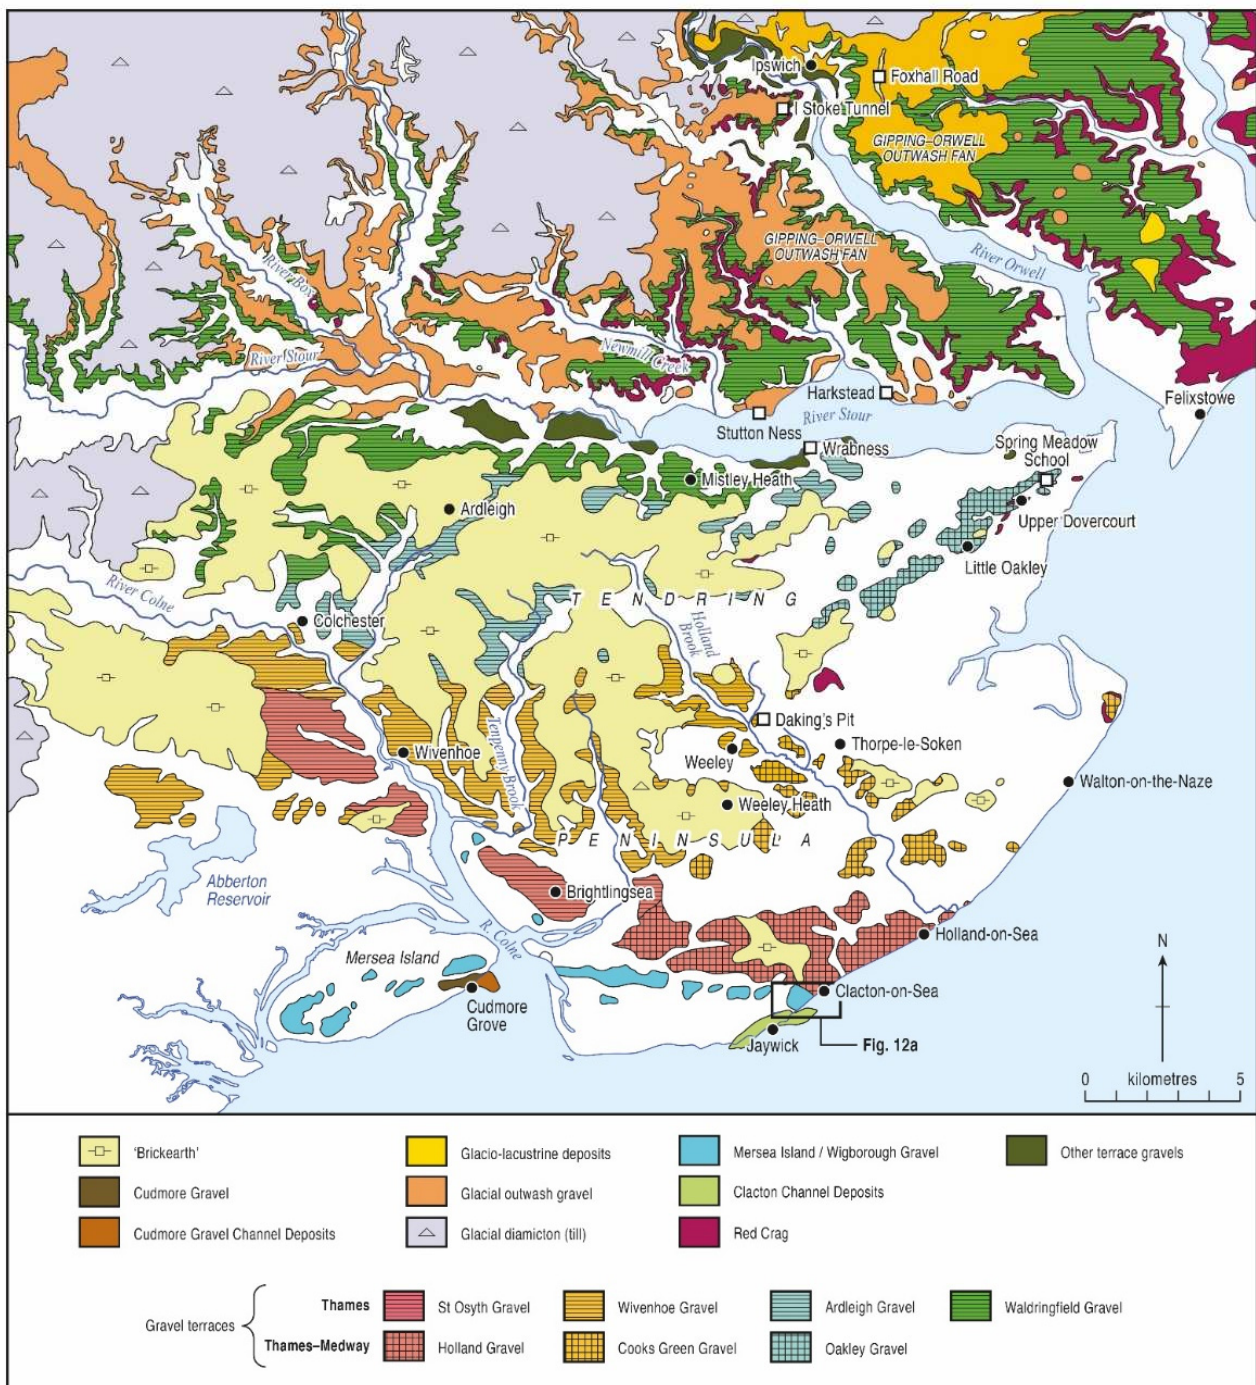 Ipswich
Foxhall Road
I Stoke Tunnel
GIPPING–ORWELL
OUTWASH FAN
GIPPING–ORWELL
OUTWASH FAN
River Orwell
River Box
River Stour
Newmill Creek
Harkstead
Felixstowe
River Stour
Stutton Ness
Wrabness
Spring Meadow
School
Mistley Heath
Upper Dovercourt
Ardleigh
Little Oakley
River Colne
TENDRING
Colchester
Holland
Brook
Daking's Pit
Thorpe-le-Soken
Wivenhoe
Tenpenny Brook
Weeley
Walton-on-the-Naze
Weeley Heath
PENINSULA
Abberton
Reservoir
Brightlingsea
R. Colne
Holland-on-Sea
Mersea Island
N
Clacton-on-Sea
Cudmore
Grove
Jaywick
Fig. 12a
0 kilometres 5
'Brickearth'
Glacio-lacustrine deposits
Mersea Island / Wigborough Gravel
Other terrace gravels
Cudmore Gravel
Glacial outwash gravel
Clacton Channel Deposits
Cudmore Gravel Channel Deposits
Glacial diamicton (till)
Red Crag
Gravel terraces
Thames
St Osyth Gravel
Wivenhoe Gravel
Ardleigh Gravel
Waldringfield Gravel
Thames–Medway
Holland Gravel
Cooks Green Gravel
Oakley Gravel